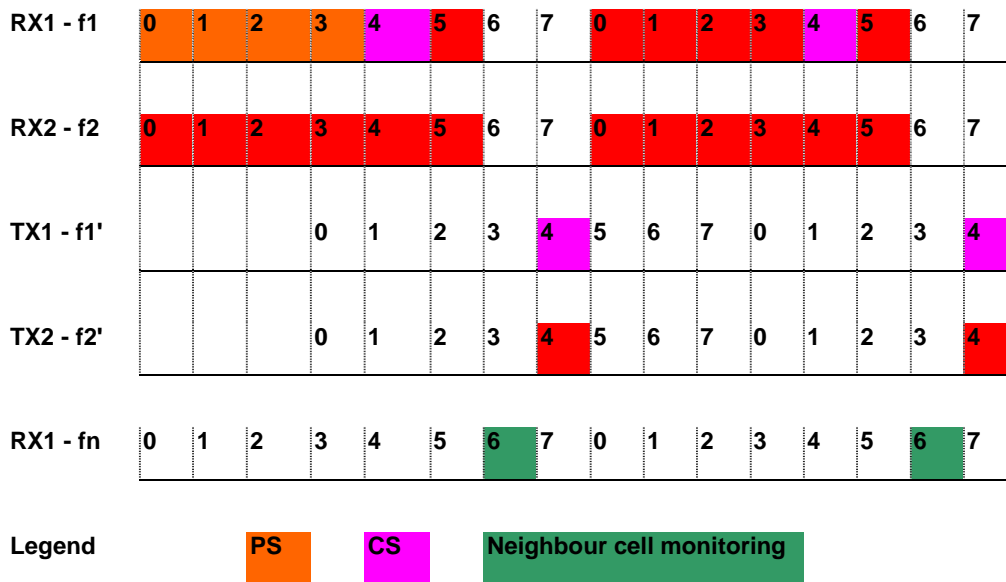 RX1 - f1 0 1 2 3 4 5 6 7 0 1 2 3 4 5 6 7
RX2 - f2 0 1 2 3 4 5 6 7 0 1 2 3 4 5 6 7
TX1 - f1' 0 1 2 3 4 5 6 7 0 1 2 3 4
TX2 - f2' 0 1 2 3 4 5 6 7 0 1 2 3 4
RX1 - fn 0 1 2 3 4 5 6 7 0 1 2 3 4 5 6 7
Legend PS CS Neighbour cell monitoring